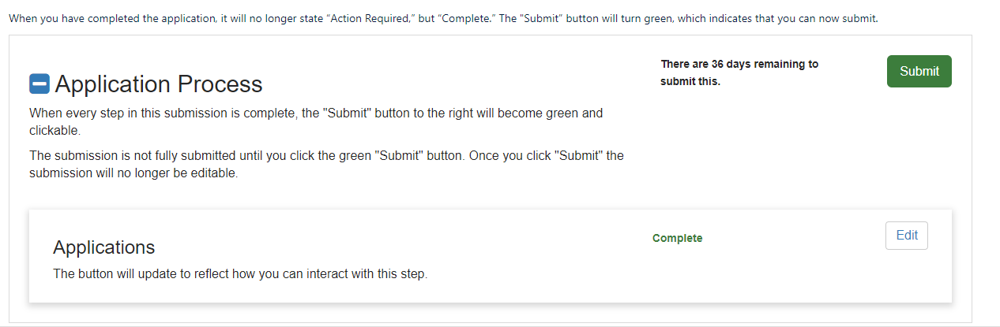 When you have completed the application, it will no longer state “Action Required,” but “Complete.” The "Submit" button will turn green, which indicates that you can now submit.
There are 36 days remaining to
submit this.
Submit
Application Process
When every step in this submission is complete, the "Submit" button to the right will become green and
clickable.
The submission is not fully submitted until you click the green "Submit" button. Once you click "Submit" the
submission will no longer be editable.
Applications
Complete
Edit
The button will update to reflect how you can interact with this step.